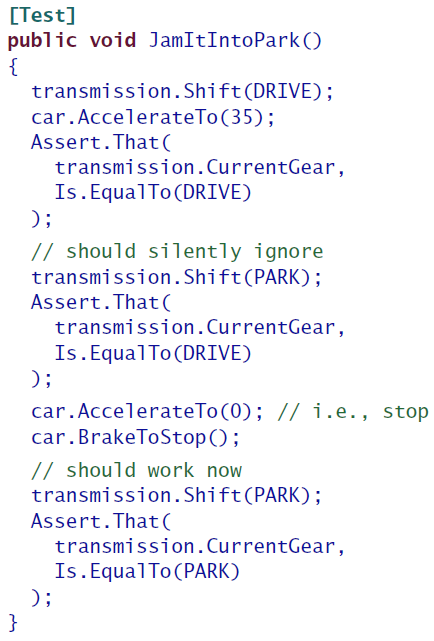 [Test]
public void JamItIntoPark()
{
  transmission.Shift(DRIVE);
  car.AccelerateTo(35);
  Assert.That(
    transmission.CurrentGear,
    Is.EqualTo(DRIVE)
  );
  // should silently ignore
  transmission.Shift(PARK);
  Assert.That(
    transmission.CurrentGear,
    Is.EqualTo(DRIVE)
  );
  car.AccelerateTo(0); // i.e., stop
  car.BrakeToStop();
  // should work now
  transmission.Shift(PARK);
  Assert.That(
    transmission.CurrentGear,
    Is.EqualTo(PARK)
  );
}